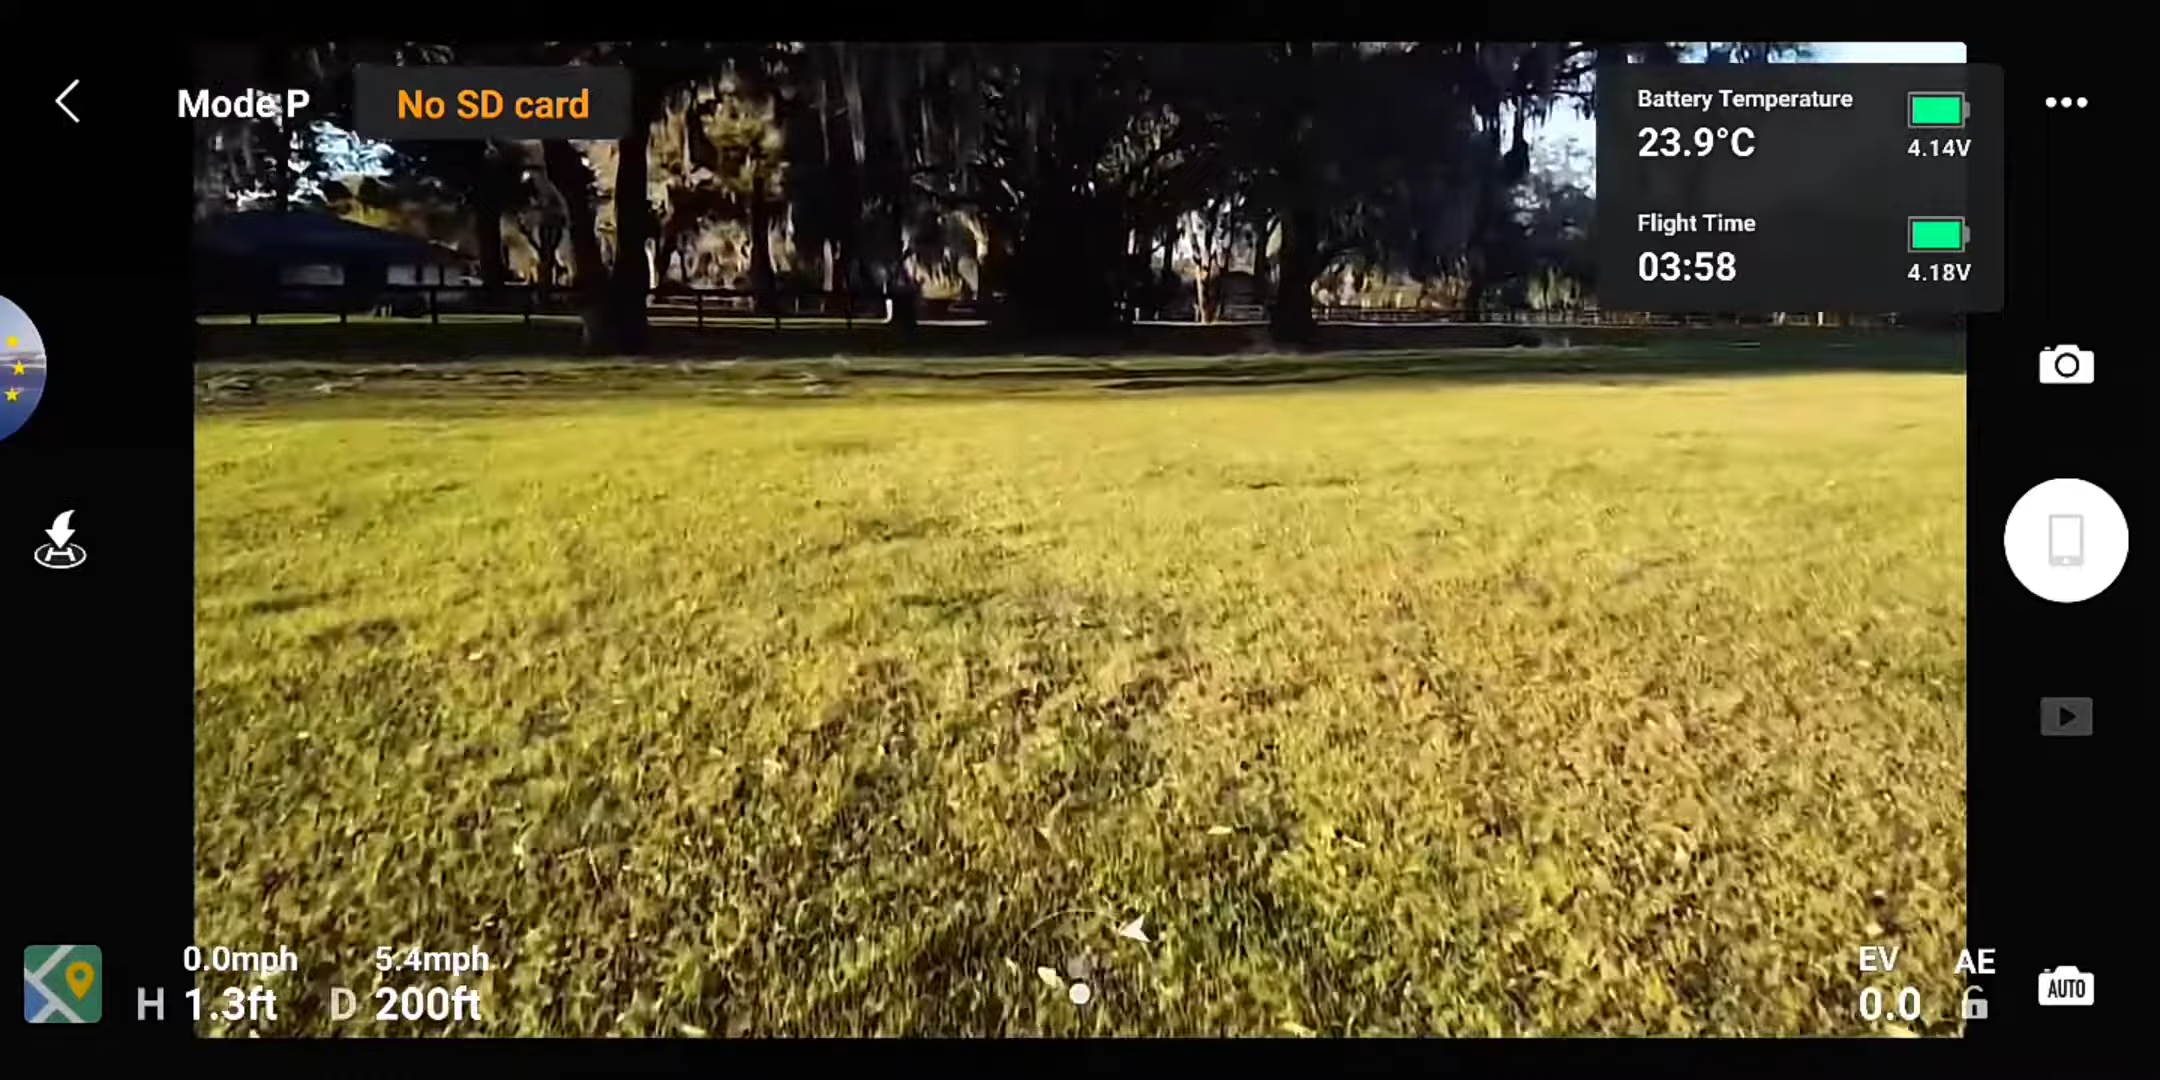 Mode P
No SD card
Battery Temperature
23.9°C
4.14V
Flight Time
03:58
4.18V
0.0mph
5.4mph
H 1.3ft
D 200ft
EV
0.0
AE
AUTO